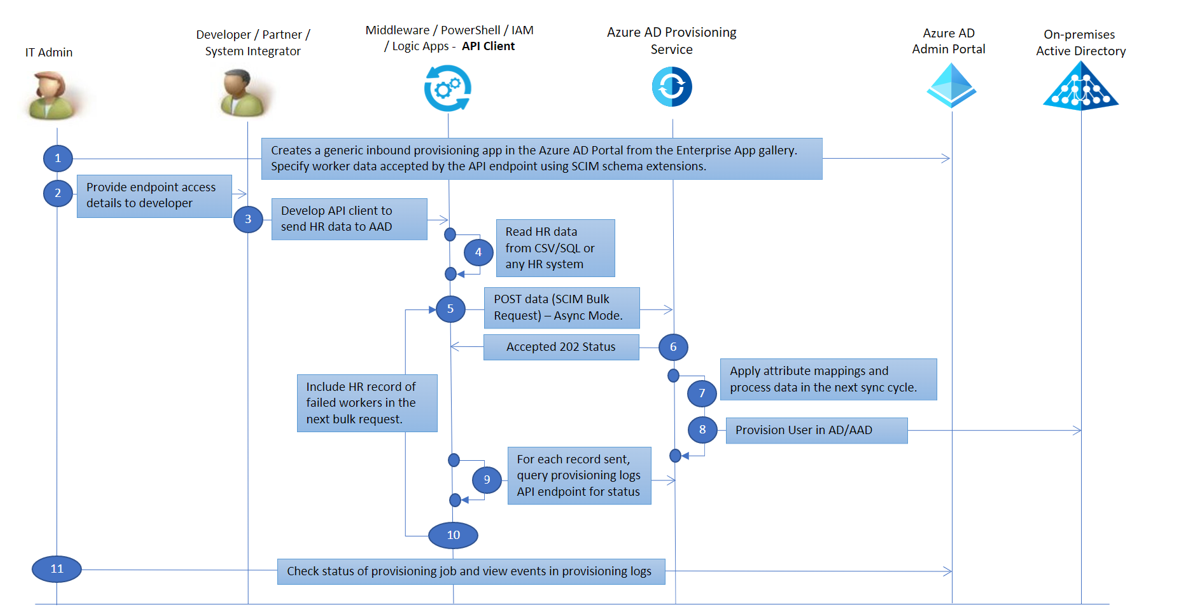 IT Admin
Developer / Partner /
System Integrator
Middleware / PowerShell / IAM
/ Logic Apps - API Client
Azure AD Provisioning
Service
Azure AD
Admin Portal
On-premises
Active Directory
1
Creates a generic inbound provisioning app in the Azure AD Portal from the Enterprise App gallery.
Specify worker data accepted by the API endpoint using SCIM schema extensions.
2
Provide endpoint access
details to developer
3
Develop API client to
send HR data to AAD
4
Read HR data
from CSV/SQL or
any HR system
5
POST data (SCIM Bulk
Request) – Async Mode.
Accepted 202 Status
6
7
Apply attribute mappings and
process data in the next sync cycle.
Include HR record of
failed workers in the
next bulk request.
8
Provision User in AD/AAD
9
For each record sent,
query provisioning logs
API endpoint for status
10
11
Check status of provisioning job and view events in provisioning logs